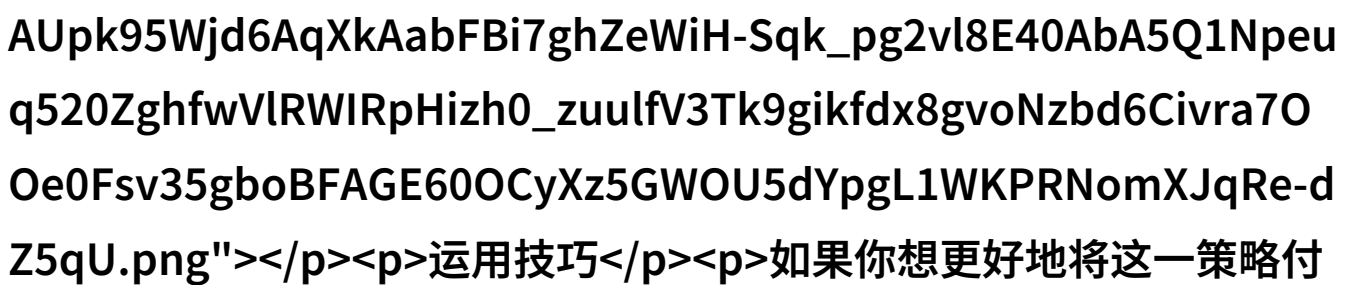 AUpk95Wjd6AqXkAabFBi7ghZeWiH-Sqk_pg2vl8E40AbA5Q1Npeu
q520ZghfwVlRWIRpHizh0_zuulfV3Tk9gikfdx8gvoNzbd6Civra7O
Oe0Fsv35gboBFAGE60OCyXz5GWOU5dYpgL1WKPRNomXJqRe-d
Z5qU.png"></p><p>运用技巧</p><p>如果你想更好地将这一策略付